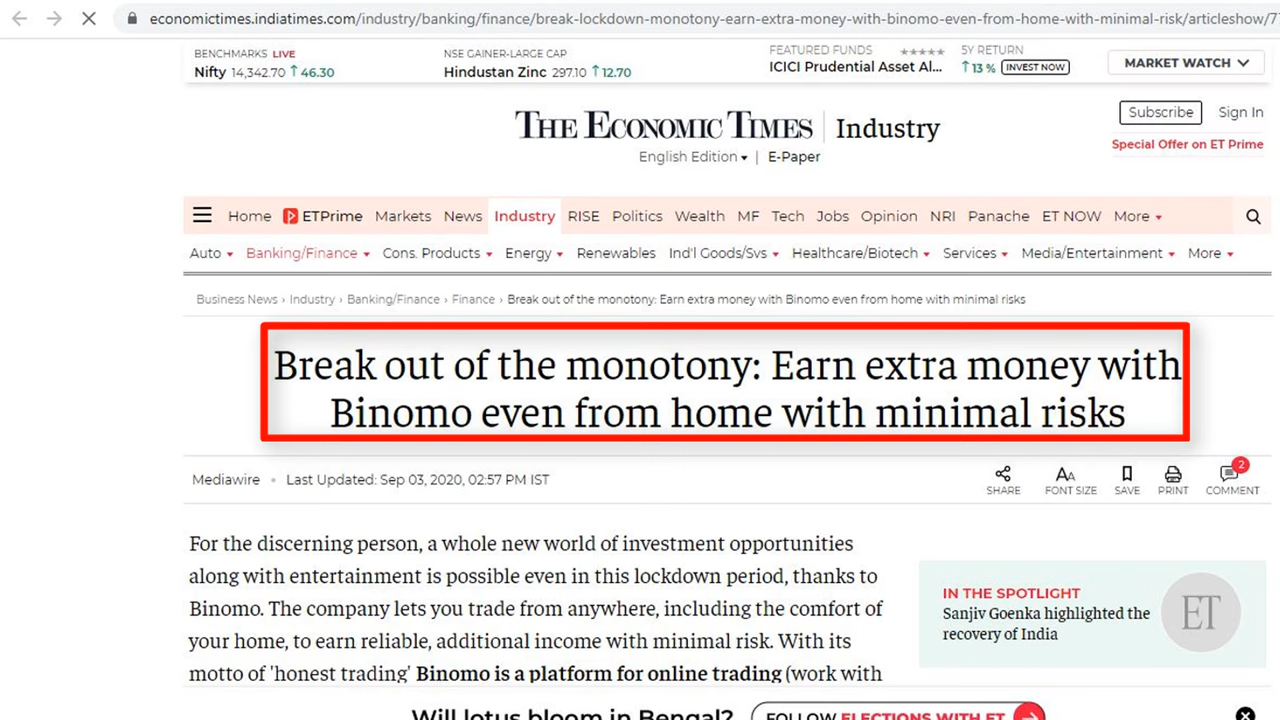 economictimes.indiatimes.com/industry/banking/finance/break-lockdown-monotony-earn-extra-money-with-binomo-even-from-home-with-minimal-risk/articleshow/7
BENCHMARKS LIVE
Nifty 14,342.70 ↑ 46.30
NSE GAINER-LARGE CAP
Hindustan Zinc 297.10 ↑ 12.70
FEATURED FUNDS ★★★★★
ICICI Prudential Asset Al...
5Y RETURN
↑ 13 % INVEST NOW
MARKET WATCH
THE ECONOMIC TIMES | Industry
English Edition ▾ | E-Paper
Subscribe Sign In
Special Offer on ET Prime
Home ETPrime Markets News Industry RISE Politics Wealth MF Tech Jobs Opinion NRI Panache ET NOW More
Auto Banking/Finance Cons. Products Energy Renewables Ind'l Goods/Svs Healthcare/Biotech Services Media/Entertainment More
Business News › Industry › Banking/Finance › Finance › Break out of the monotony: Earn extra money with Binomo even from home with minimal risks
Break out of the monotony: Earn extra money with
Binomo even from home with minimal risks
Mediawire • Last Updated: Sep 03, 2020, 02:57 PM IST
SHARE FONT SIZE SAVE PRINT COMMENT 2
For the discerning person, a whole new world of investment opportunities
along with entertainment is possible even in this lockdown period, thanks to
Binomo. The company lets you trade from anywhere, including the comfort of
your home, to earn reliable, additional income with minimal risk. With its
motto of 'honest trading' Binomo is a platform for online trading (work with
IN THE SPOTLIGHT
Sanjiv Goenka highlighted the
recovery of India
ET
Will lotus bloom in Bengal? FOLLOW ELECTIONS WITH ET